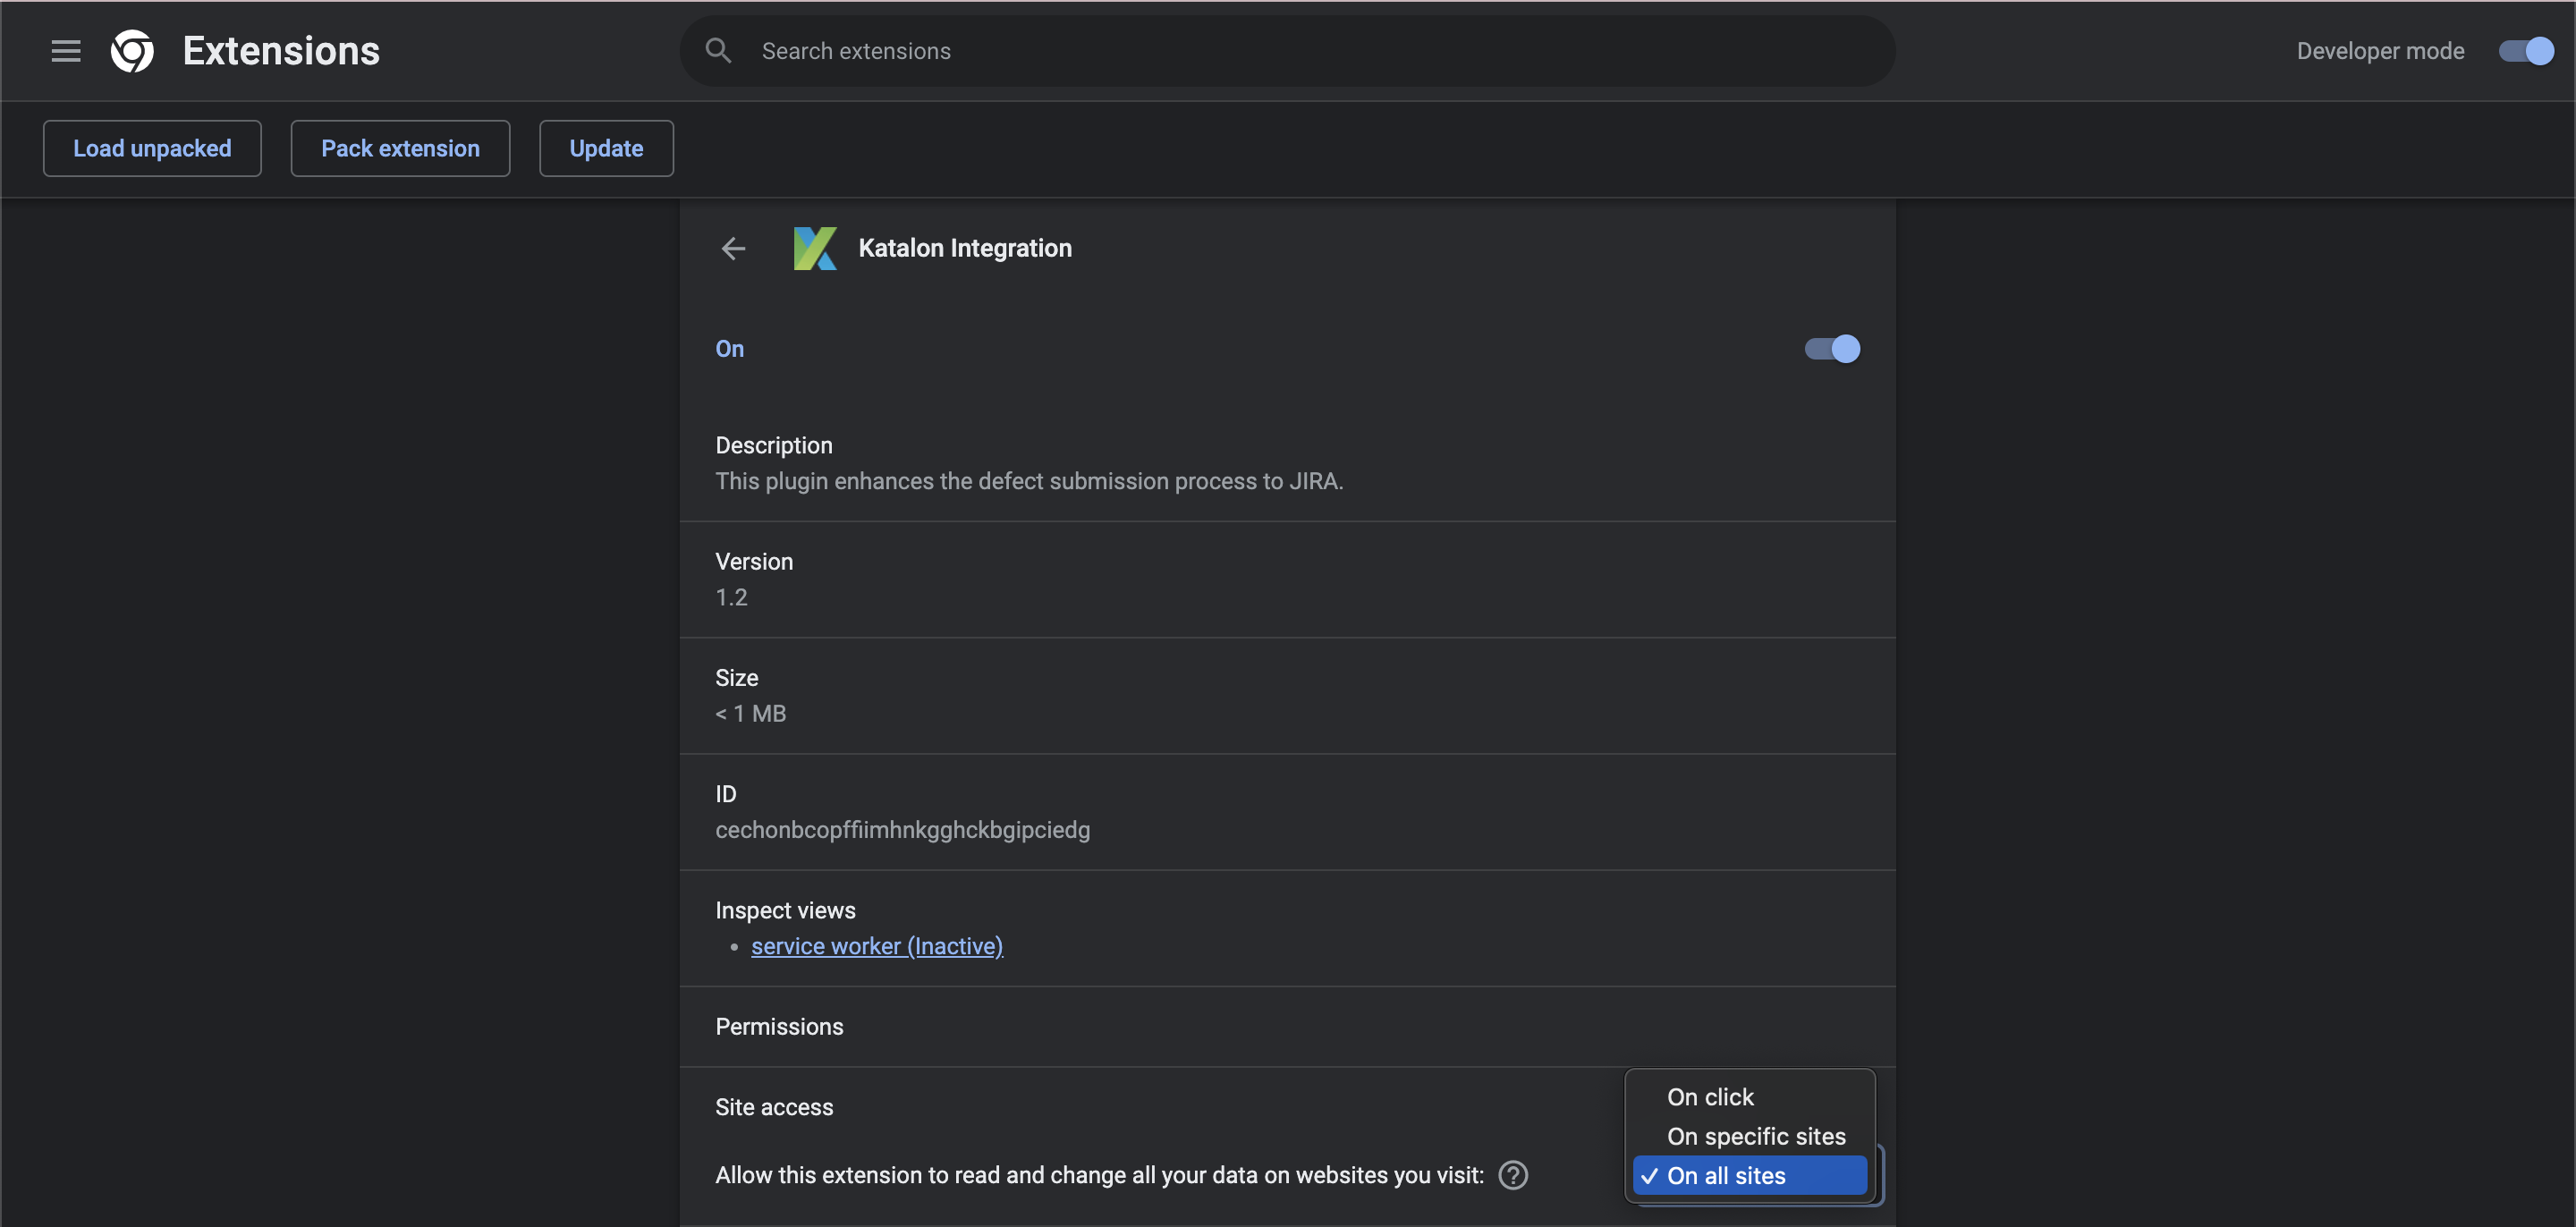 Extensions
Search extensions
Developer mode
Load unpacked
Pack extension
Update
Katalon Integration
On
Description
This plugin enhances the defect submission process to JIRA.
Version
1.2
Size
< 1 MB
ID
cechonbcopffiimhnkgghckbgipciedg
Inspect views
• service worker (Inactive)
Permissions
Site access
On click
On specific sites
Allow this extension to read and change all your data on websites you visit:
✓ On all sites